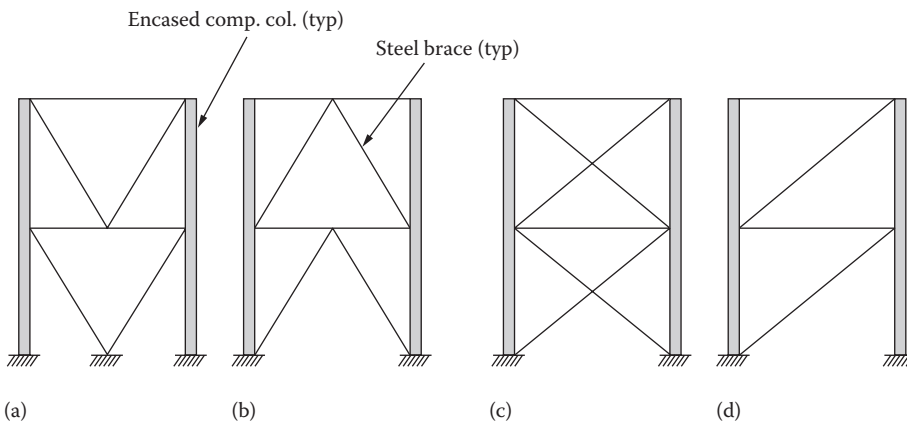 Encased comp. col. (typ)
Steel brace (typ)
(a)
(b)
(c)
(d)